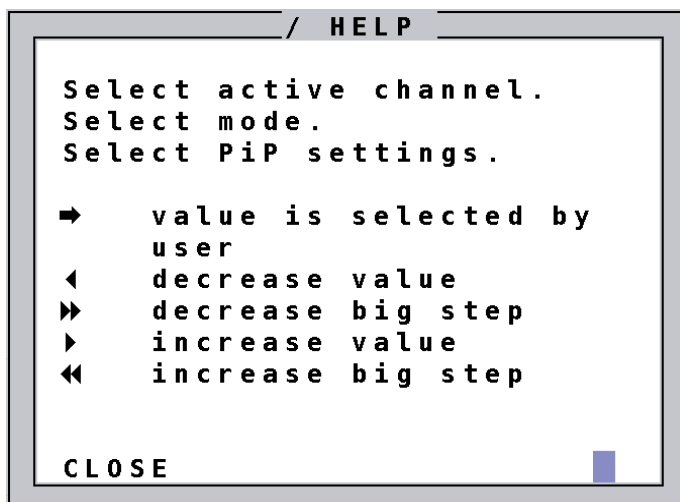 / HELP
Select active channel.
Select mode.
Select PiP settings.
➡ value is selected by
user
◀ decrease value
▶▶ decrease big step
▶ increase value
◀◀ increase big step
CLOSE